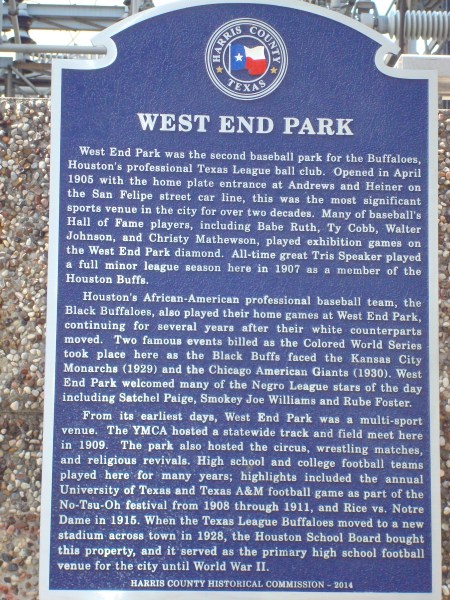 HARRIS COUNTY
TEXAS
WEST END PARK
West End Park was the second baseball park for the Buffaloes,
Houston's professional Texas League ball club. Opened in April
1905 with the home plate entrance at Andrews and Heiner on
the San Felipe street car line, this was the most significant
sports venue in the city for over two decades. Many of baseball's
Hall of Fame players, including Babe Ruth, Ty Cobb, Walter
Johnson, and Christy Mathewson, played exhibition games on
the West End Park diamond. All-time great Tris Speaker played
a full minor league season here in 1907 as a member of the
Houston Buffs.
Houston's African-American professional baseball team, the
Black Buffaloes, also played their home games at West End Park,
continuing for several years after their white counterparts
moved. Two famous events billed as the Colored World Series
took place here as the Black Buffs faced the Kansas City
Monarchs (1929) and the Chicago American Giants (1930). West
End Park welcomed many of the Negro League stars of the day
including Satchel Paige, Smokey Joe Williams and Rube Foster.
From its earliest days, West End Park was a multi-sport
venue. The YMCA hosted a statewide track and field meet here
in 1909. The park also hosted the circus, wrestling matches,
and religious revivals. High school and college football teams
played here for many years; highlights included the annual
University of Texas and Texas A&M football game as part of the
No-Tsu-Oh festival from 1908 through 1911, and Rice vs. Notre
Dame in 1915. When the Texas League Buffaloes moved to a new
stadium across town in 1928, the Houston School Board bought
this property, and it served as the primary high school football
venue for the city until World War II.
HARRIS COUNTY HISTORICAL COMMISSION – 2014